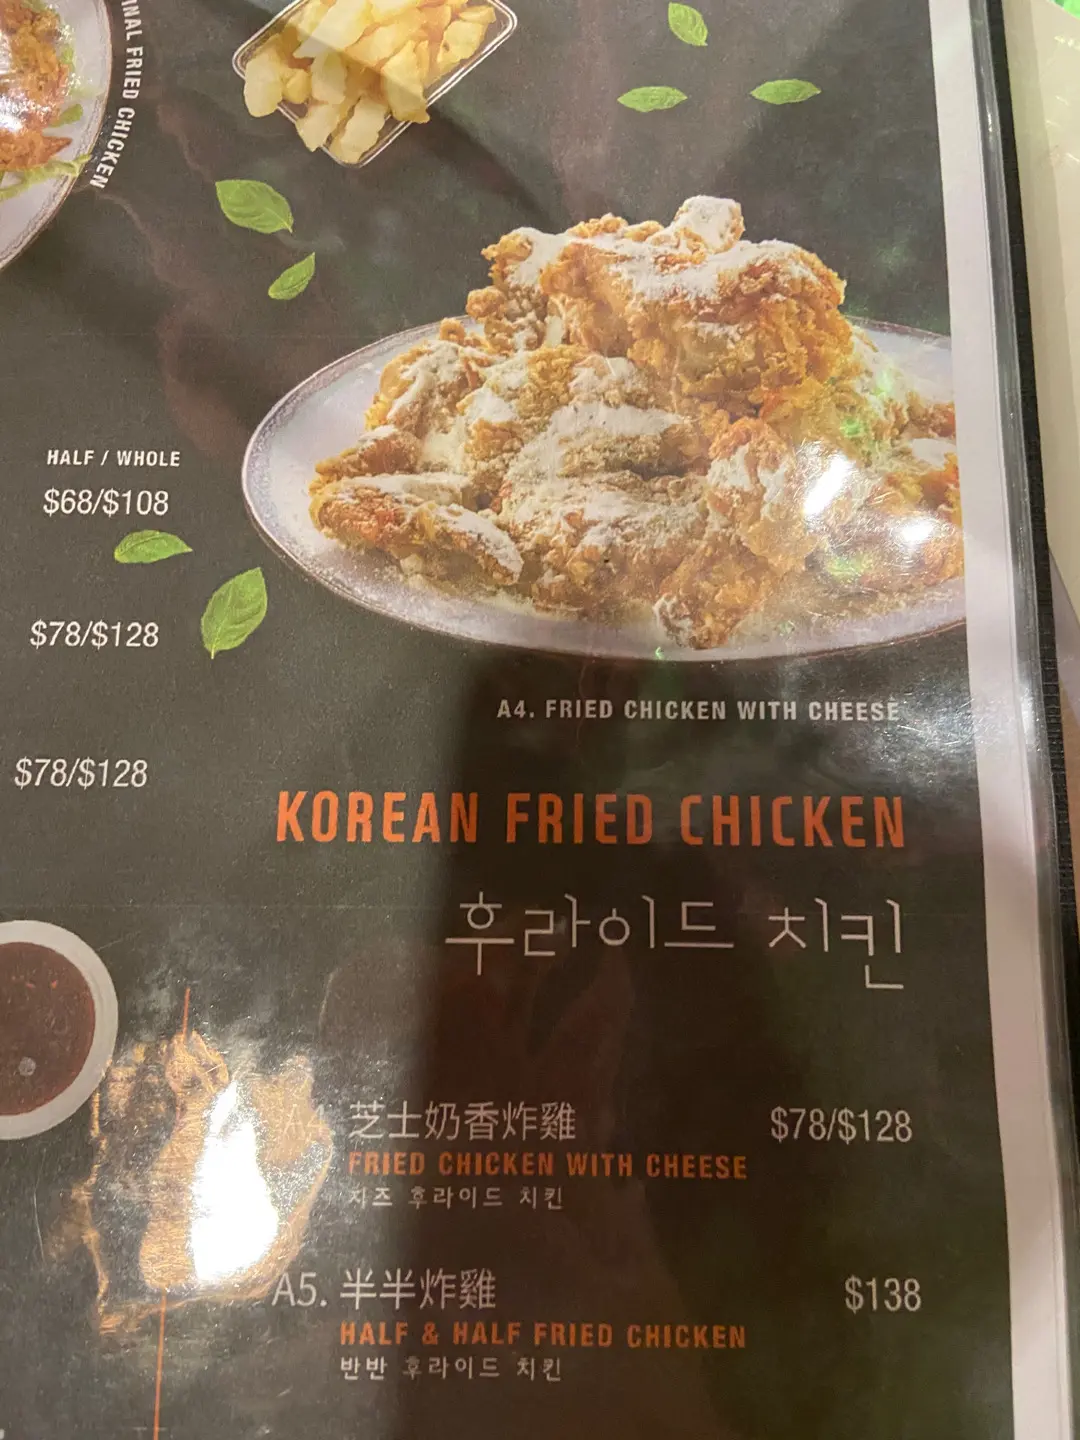 NAL FRIED CHICKEN
HALF / WHOLE
$68/$108
$78/$128
$78/$128
A4. FRIED CHICKEN WITH CHEESE
KOREAN FRIED CHICKEN
후라이드 치킨
A4. 芝士奶香炸雞 $78/$128
FRIED CHICKEN WITH CHEESE
치즈 후라이드 치킨
A5. 半半炸雞 $138
HALF & HALF FRIED CHICKEN
반반 후라이드 치킨